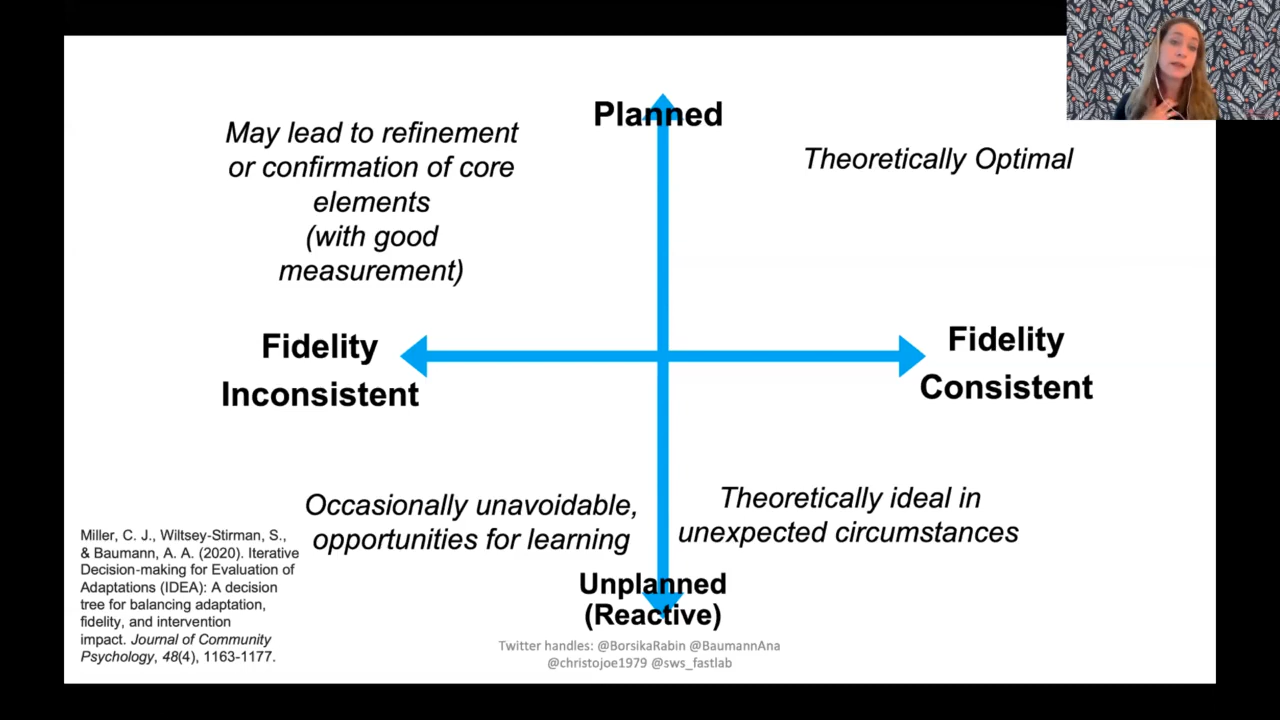 Planned
May lead to refinement
or confirmation of core
elements
(with good
measurement)
Theoretically Optimal
Fidelity
Inconsistent
Fidelity
Consistent
Occasionally unavoidable,
opportunities for learning
Theoretically ideal in
unexpected circumstances
Unplanned
(Reactive)
Miller, C. J., Wiltsey-Stirman, S.,
& Baumann, A. A. (2020). Iterative
Decision-making for Evaluation of
Adaptations (IDEA): A decision
tree for balancing adaptation,
fidelity, and intervention
impact. Journal of Community
Psychology, 48(4), 1163-1177.
Twitter handles: @BorsikaRabin @BaumannAna
@christojoe1979 @sws_fastlab